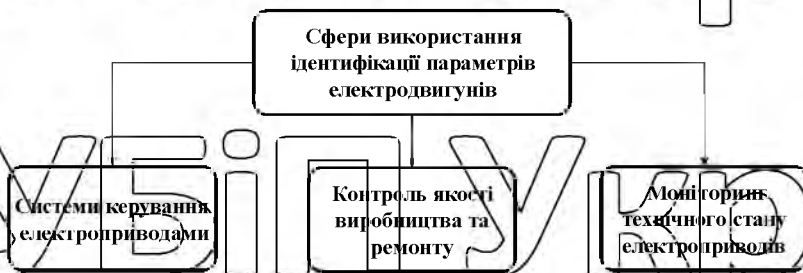 Сфери використання
ідентифікації параметрів
електродвигунів
Системи керування
електроприводами
Контроль якості
виробництва та
ремонту
Моніторинг
технічного стану
електроприводів